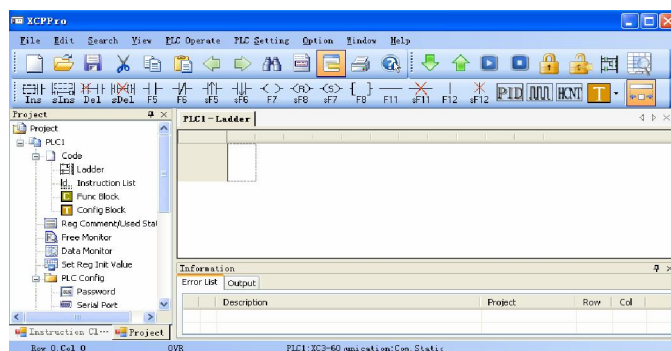 XCPPro
File Edit Search View PLC Operate PLC Setting Option Window Help
Ins sIns Del sDel F5 F6 sF5 sF6 F7 sF8 sF7 F8 F11 sF11 F12 sF12 PID HCNT T
Project
PLC1 - Ladder
Project
PLC1
Code
Ladder
Instruction List
Func Block
Config Block
Reg Comment/Used Stat
Free Monitor
Data Monitor
Set Reg Init Value
PLC Config
Password
Serial Port
Information
Error List Output
Description Project Row Col
Instruction Cl... Project
Row 0,Col 0 OVR PLC1:XC3-60 munication:Com,Static